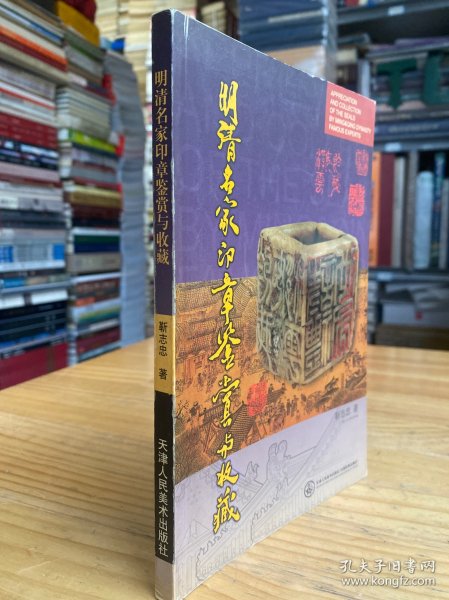 明清名家印章鉴赏与收藏
靳志忠 著
天津人民美术出版社
APPRECIATION
AND COLLECTION
OF THE SEALS
BY MING&QING DYNASTY
FAMOUS EXPERTS
明清名家印章鉴赏与收藏
靳志忠 著
孔夫子旧书网
www.kongfz.com